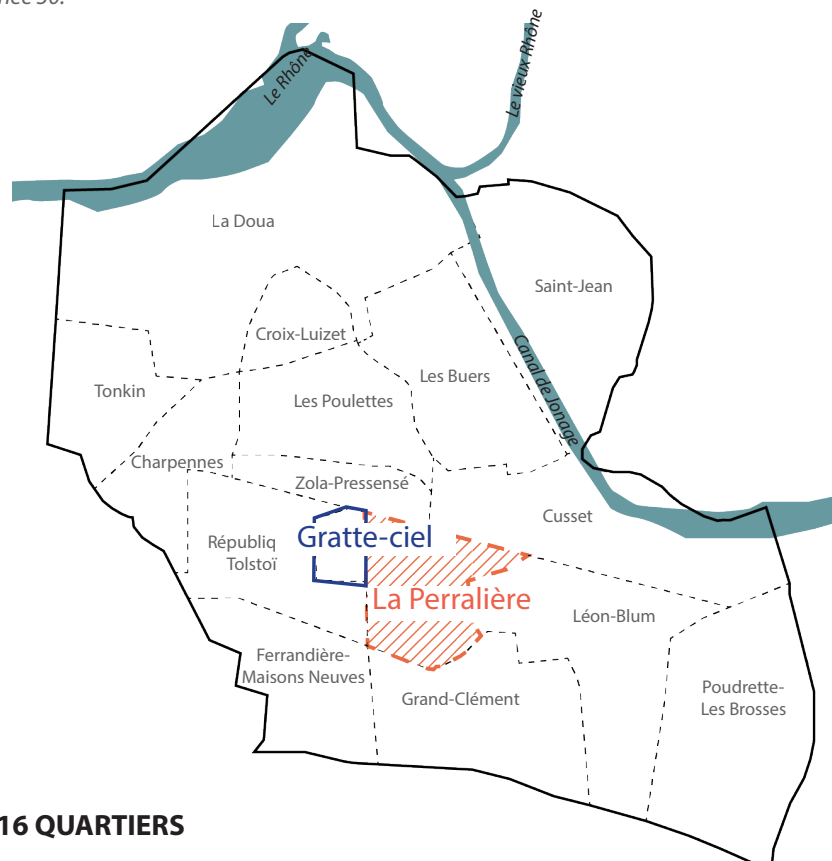 Le Rhône
Le vieux Rhône
La Doua
Saint-Jean
Croix-Luizet
Canal de Jonage
Les Buers
Tonkin
Les Poulettes
Charpennes
Zola-Pressensé
Cusset
Gratte-ciel
Républiq
Tolstoï
La Perralière
Léon-Blum
Ferrandière-
Maisons Neuves
Grand-Clément
Poudrette-
Les Brosses
16 QUARTIERS